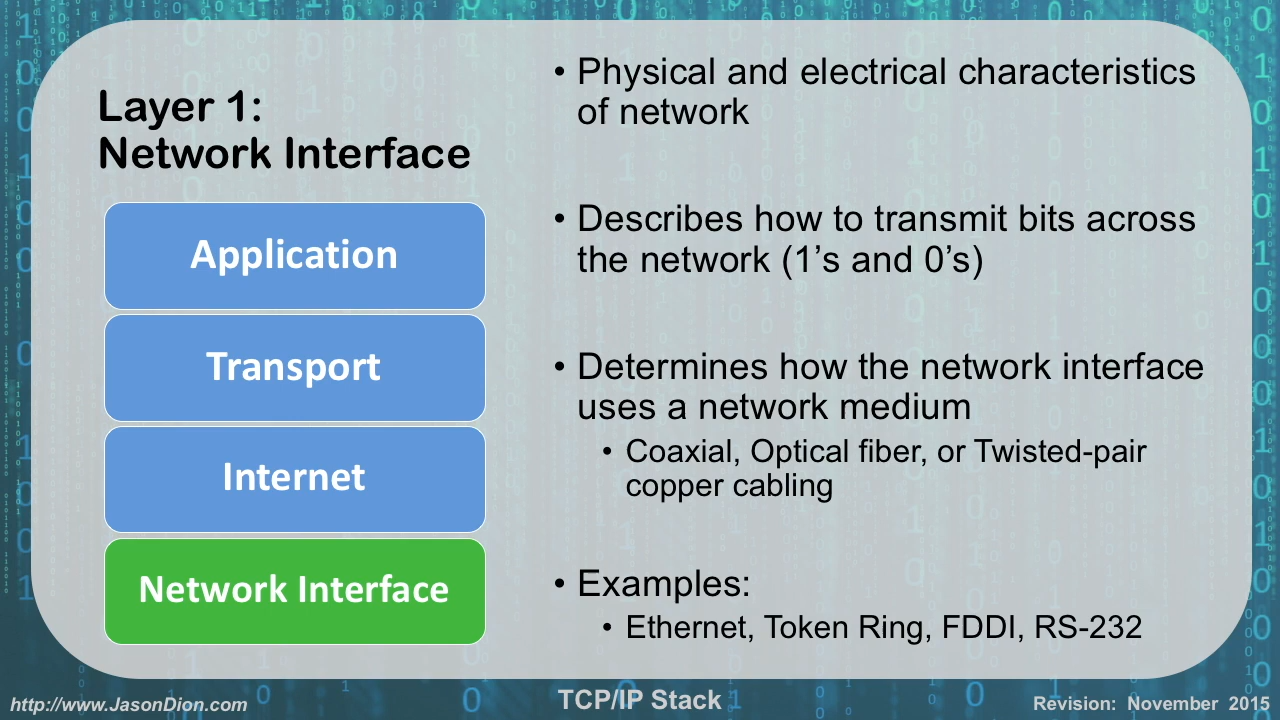 Layer 1:
Network Interface
Application
Transport
Internet
Network Interface
• Physical and electrical characteristics
of network
• Describes how to transmit bits across
the network (1’s and 0’s)
• Determines how the network interface
uses a network medium
• Coaxial, Optical fiber, or Twisted-pair
copper cabling
• Examples:
• Ethernet, Token Ring, FDDI, RS-232
http://www.JasonDion.com
TCP/IP Stack
Revision: November 2015